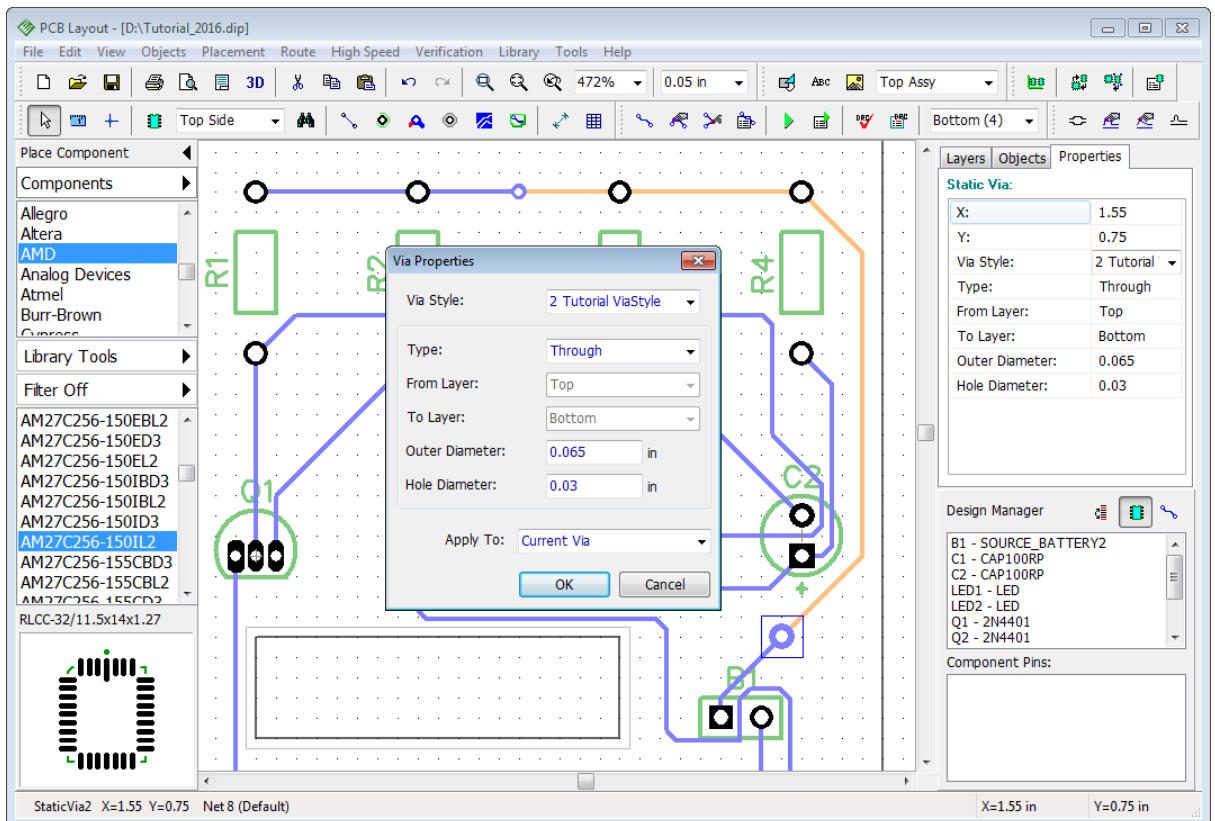 PCB Layout - [D:\Tutorial_2016.dip]
File Edit View Objects Placement Route High Speed Verification Library Tools Help
3D 472% 0.05 in ABC Top Assy
Top Side DRC DRC Bottom (4)
Place Component
Components
Allegro
Altera
AMD
Analog Devices
Atmel
Burr-Brown
Cypress
Library Tools
Filter Off
AM27C256-150EBL2
AM27C256-150ED3
AM27C256-150EL2
AM27C256-150IBD3
AM27C256-150IBL2
AM27C256-150ID3
AM27C256-150IL2
AM27C256-155CBD3
AM27C256-155CBL2
AM27C256-155CD3
RLCC-32/11.5x14x1.27
R1
R2
R4
Q1
C2
+
B1
Via Properties
Via Style: 2 Tutorial ViaStyle
Type: Through
From Layer: Top
To Layer: Bottom
Outer Diameter: 0.065 in
Hole Diameter: 0.03 in
Apply To: Current Via
OK Cancel
Layers Objects Properties
Static Via:
X: 1.55
Y: 0.75
Via Style: 2 Tutorial
Type: Through
From Layer: Top
To Layer: Bottom
Outer Diameter: 0.065
Hole Diameter: 0.03
Design Manager
B1 - SOURCE_BATTERY2
C1 - CAP100RP
C2 - CAP100RP
LED1 - LED
LED2 - LED
Q1 - 2N4401
Q2 - 2N4401
Component Pins:
StaticVia2 X=1.55 Y=0.75 Net 8 (Default) X=1.55 in Y=0.75 in